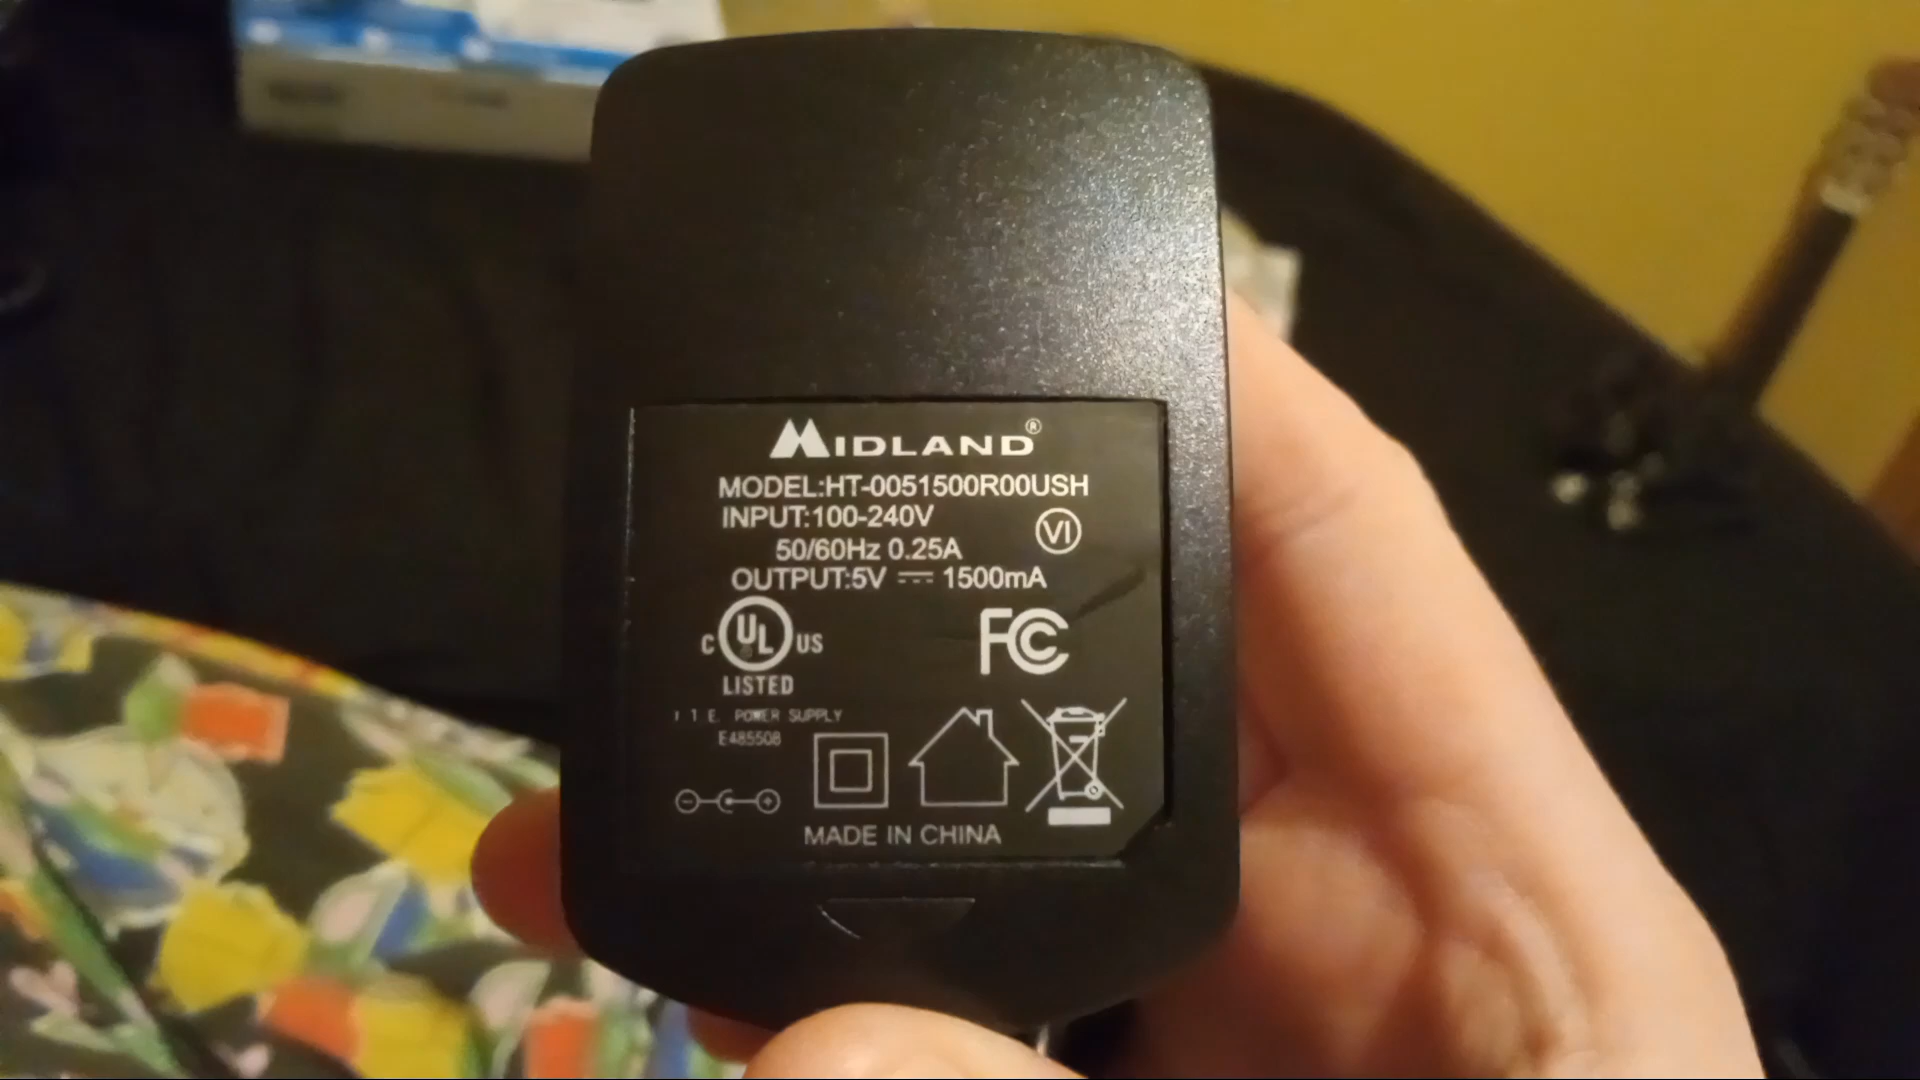 MIDLAND®
MODEL:HT-0051500R00USH
INPUT:100-240V
VI
50/60Hz 0.25A
OUTPUT:5V ⎓ 1500mA
C UL US
LISTED
FC
I T E. POWER SUPPLY
E485508
MADE IN CHINA